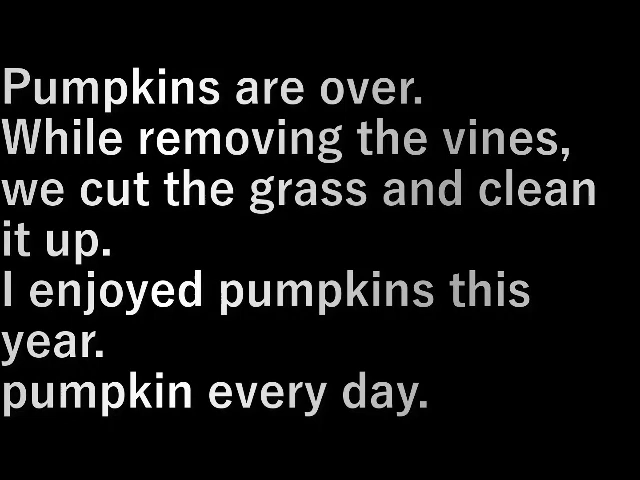 Pumpkins are over.
While removing the vines,
we cut the grass and clean
it up.
I enjoyed pumpkins this
year.
pumpkin every day.